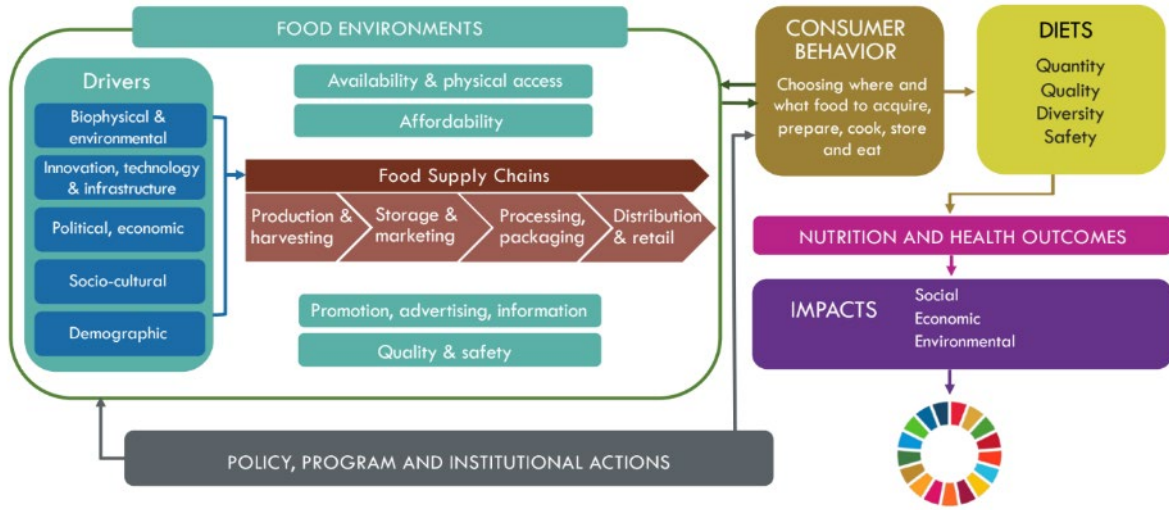 FOOD ENVIRONMENTS
Drivers
Biophysical &
environmental
Innovation, technology
& infrastructure
Political, economic
Socio-cultural
Demographic
Availability & physical access
Affordability
Food Supply Chains
Production &
harvesting
Storage &
marketing
Processing,
packaging
Distribution
& retail
Promotion, advertising, information
Quality & safety
POLICY, PROGRAM AND INSTITUTIONAL ACTIONS
CONSUMER
BEHAVIOR
Choosing where and
what food to acquire,
prepare, cook, store
and eat
DIETS
Quantity
Quality
Diversity
Safety
NUTRITION AND HEALTH OUTCOMES
IMPACTS
Social
Economic
Environmental